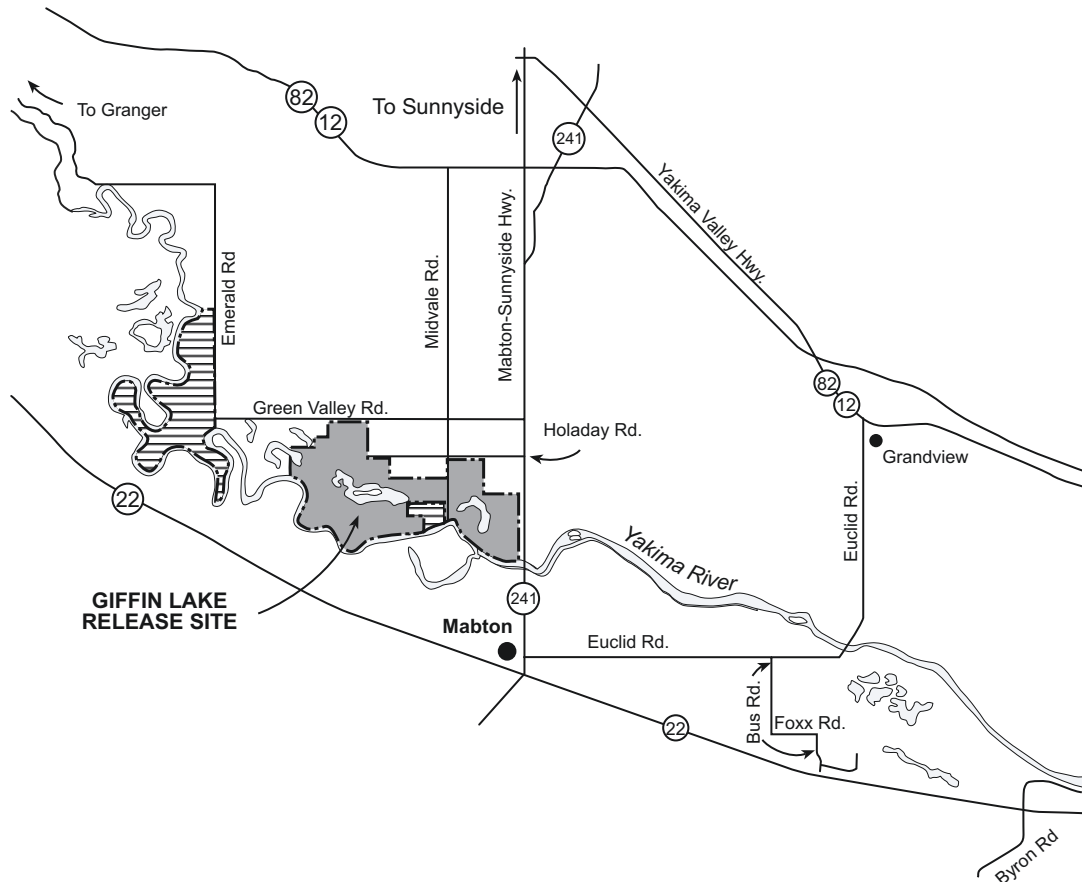 To Granger
82
12
To Sunnyside
241
Yakima Valley Hwy.
Emerald Rd
Midvale Rd.
Mabton-Sunnyside Hwy.
82
12
Green Valley Rd.
Holaday Rd.
Grandview
22
Euclid Rd.
Yakima River
GIFFIN LAKE
RELEASE SITE
241
Mabton
Euclid Rd.
Bus Rd.
Foxx Rd.
22
Byron Rd